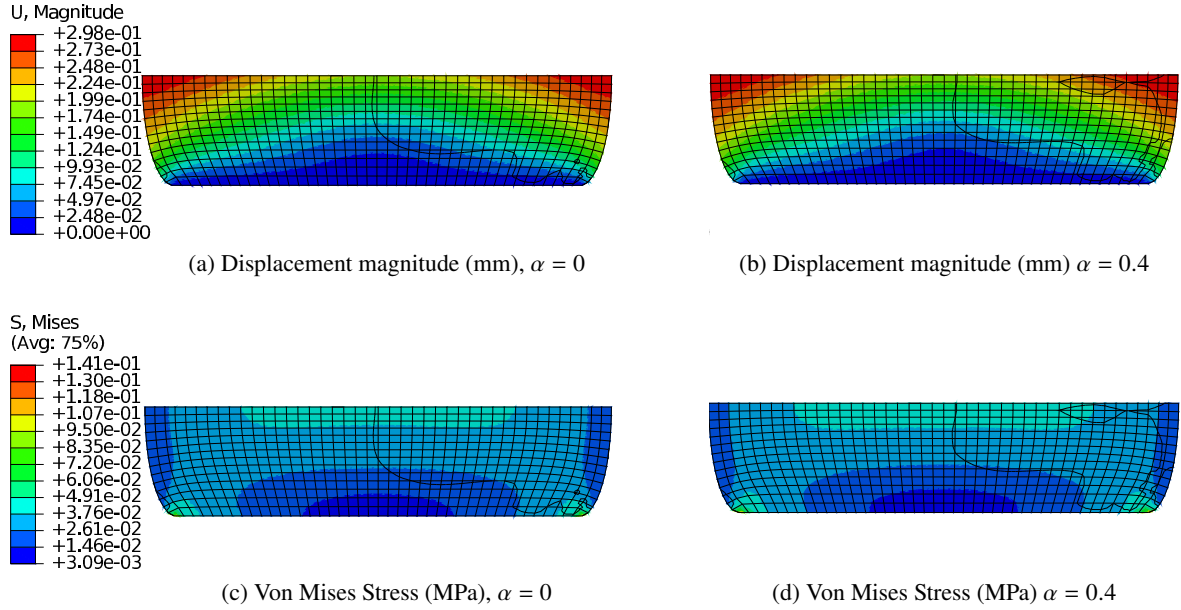 U, Magnitude
+2.98e-01
+2.73e-01
+2.48e-01
+2.24e-01
+1.99e-01
+1.74e-01
+1.49e-01
+1.24e-01
+9.93e-02
+7.45e-02
+4.97e-02
+2.48e-02
+0.00e+00
(a) Displacement magnitude (mm), α = 0
(b) Displacement magnitude (mm) α = 0.4
S, Mises
(Avg: 75%)
+1.41e-01
+1.30e-01
+1.18e-01
+1.07e-01
+9.50e-02
+8.35e-02
+7.20e-02
+6.06e-02
+4.91e-02
+3.76e-02
+2.61e-02
+1.46e-02
+3.09e-03
(c) Von Mises Stress (MPa), α = 0
(d) Von Mises Stress (MPa) α = 0.4